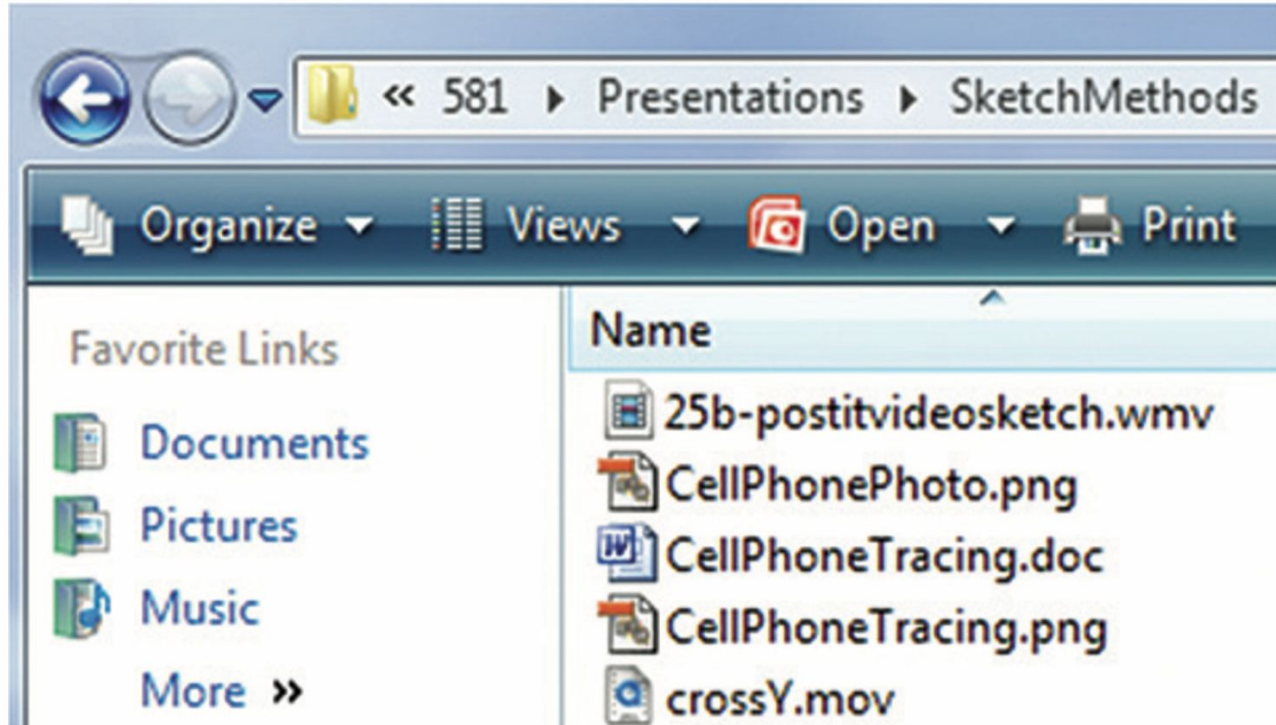 « 581 ▸ Presentations ▸ SketchMethods
Organize Views Open Print
Favorite Links
Documents
Pictures
Music
More »
Name
25b-postitvideosketch.wmv
CellPhonePhoto.png
CellPhoneTracing.doc
CellPhoneTracing.png
crossY.mov